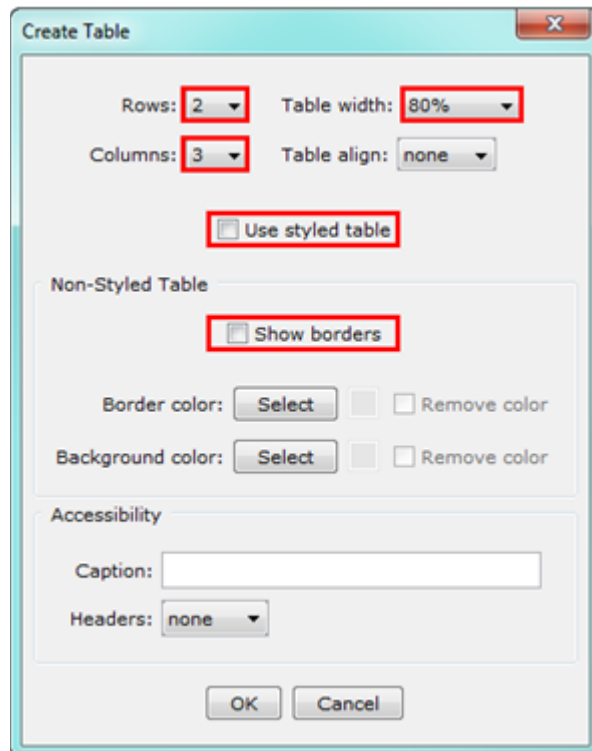 Create Table
Rows: 2 Table width: 80%
Columns: 3 Table align: none
Use styled table
Non-Styled Table
Show borders
Border color: Select Remove color
Background color: Select Remove color
Accessibility
Caption:
Headers: none
OK Cancel